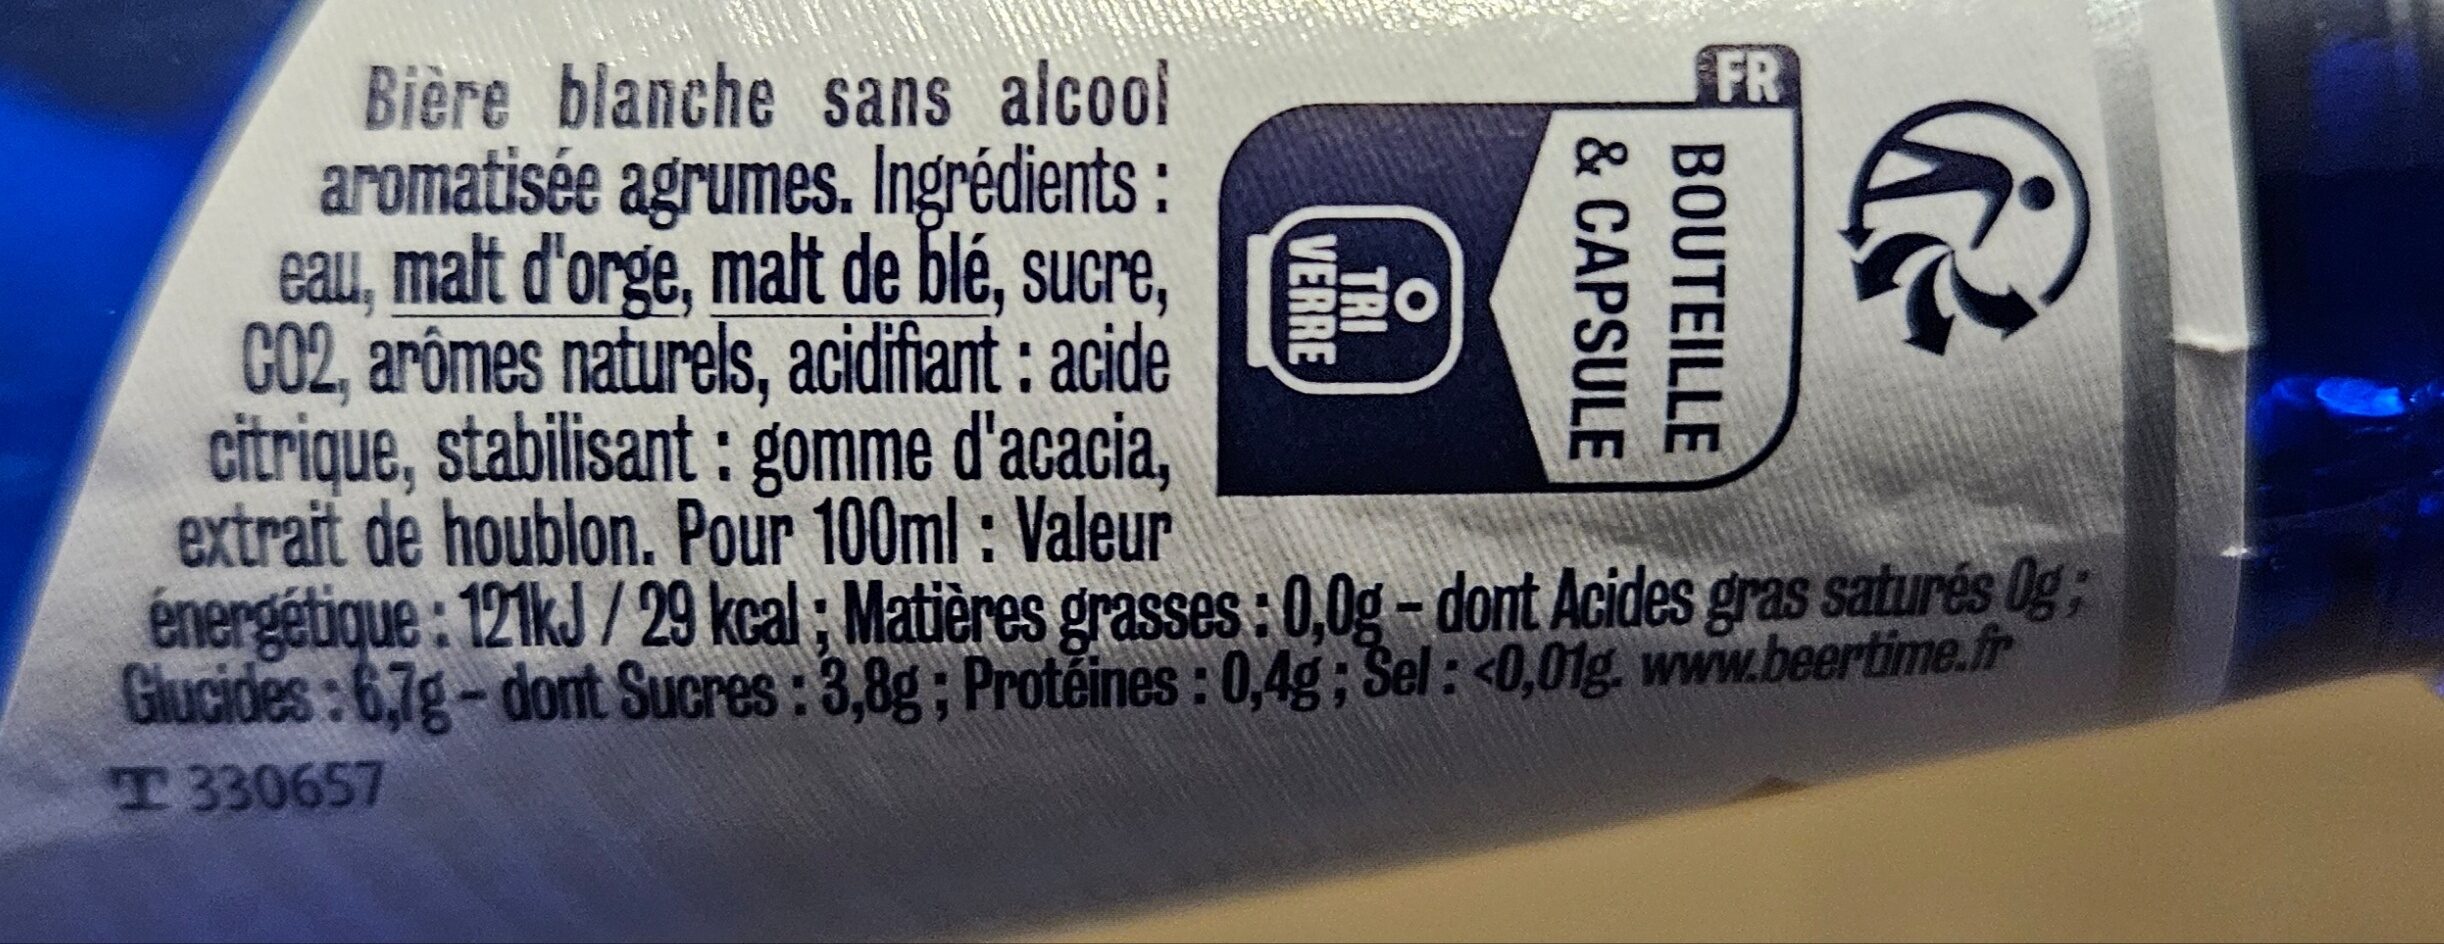 Bière blanche sans alcool
aromatisée agrumes. Ingrédients :
eau, malt d'orge, malt de blé, sucre,
CO2, arômes naturels, acidifiant : acide
citrique, stabilisant : gomme d'acacia,
extrait de houblon. Pour 100ml : Valeur
énergétique : 121kJ / 29 kcal ; Matières grasses : 0,0g – dont Acides gras saturés 0g ;
Glucides : 6,7g – dont Sucres : 3,8g ; Protéines : 0,4g ; Sel : <0,01g. www.beertime.fr
T 330657
FR
BOUTEILLE
& CAPSULE
TRI
VERRE